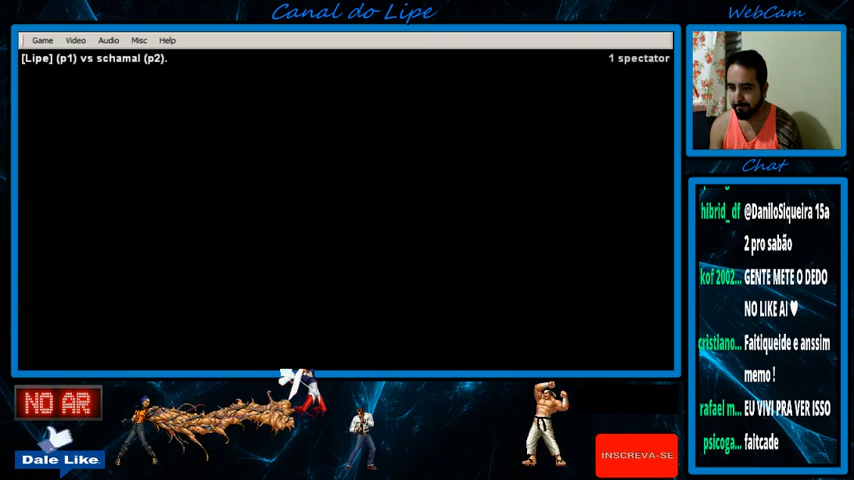 Canal do Lipe
WebCam
Game Video Audio Misc Help
[Lipe] (p1) vs schamal (p2).
1 spectator
Chat
hibrid_df @DaniloSiqueira 15a
2 pro sabão
kof 2002... GENTE METE O DEDO
NO LIKE AI ♥
cristiano... Faitiqueide e anssim
memo !
rafael m... EU VIVI PRA VER ISSO
psicoga... faitcade
NO AR
Dale Like.
INSCREVA-SE